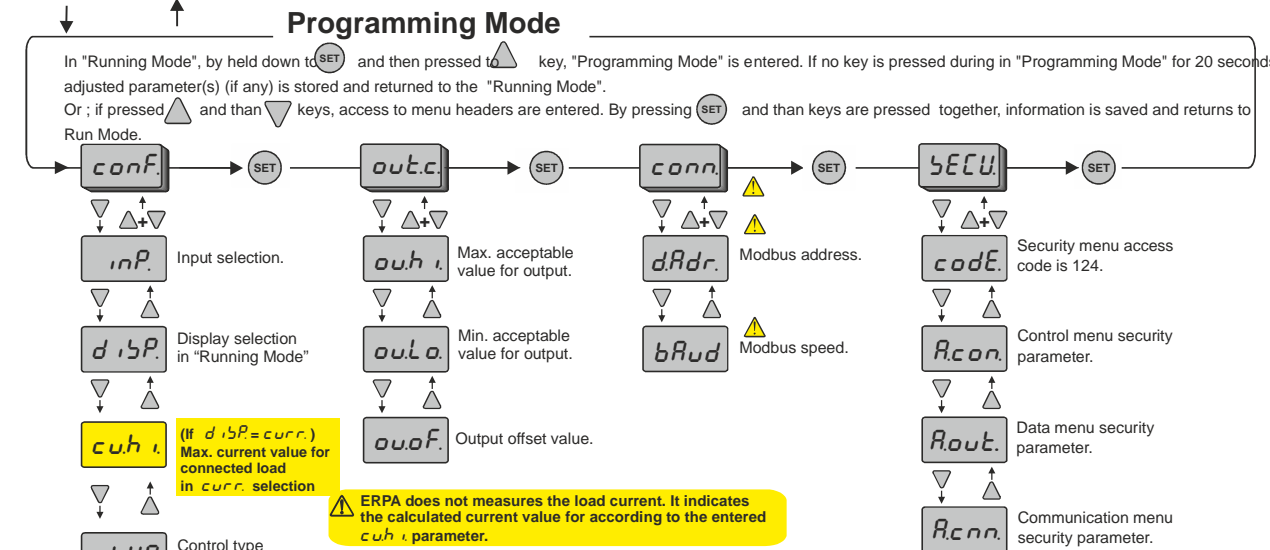 Programming Mode
In "Running Mode", by held down to SET and then pressed to key, "Programming Mode" is entered. If no key is pressed during in "Programming Mode" for 20 seconds
adjusted parameter(s) (if any) is stored and returned to the "Running Mode".
Or ; if pressed and than keys, access to menu headers are entered. By pressing SET and than keys are pressed together, information is saved and returns to
Run Mode.
conF. SET out.c. SET conn. SET SECU. SET
+ + + +
inP. Input selection.
disP. Display selection
in “Running Mode”
cu.hi. (If disP. = curr. )
Max. current value for
connected load
in curr. selection
Control type
ou.hi. Max. acceptable
value for output.
ou.Lo. Min. acceptable
value for output.
ou.oF. Output offset value.
ERPA does not measures the load current. It indicates
the calculated current value for according to the entered
cu.hi. parameter.
d.Adr. Modbus address.
bAud Modbus speed.
codE. Security menu access
code is 124.
A.con. Control menu security
parameter.
A.out. Data menu security
parameter.
A.cnn. Communication menu
security parameter.